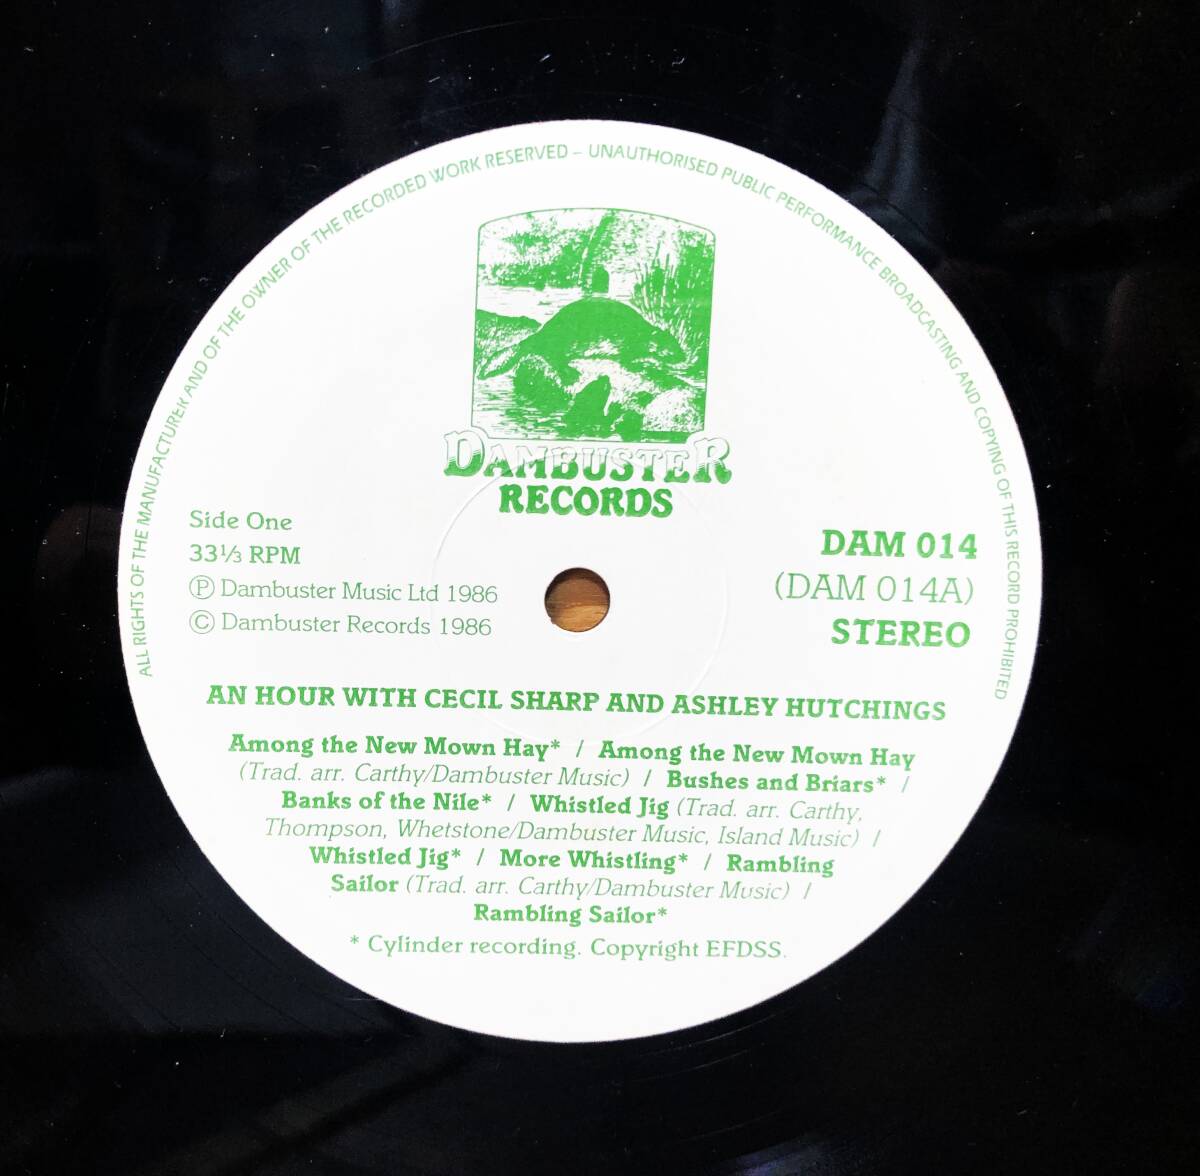 ALL RIGHTS OF THE MANUFACTURER AND OF THE OWNER OF THE RECORDED WORK RESERVED – UNAUTHORISED PUBLIC PERFORMANCE BROADCASTING AND COPYING OF THIS RECORD PROHIBITED
DAMBUSTER
RECORDS
Side One
33⅓ RPM
Ⓟ Dambuster Music Ltd 1986
© Dambuster Records 1986
DAM 014
(DAM 014A)
STEREO
AN HOUR WITH CECIL SHARP AND ASHLEY HUTCHINGS
Among the New Mown Hay* / Among the New Mown Hay
(Trad. arr. Carthy/Dambuster Music) / Bushes and Briars* /
Banks of the Nile* / Whistled Jig (Trad. arr. Carthy,
Thompson, Whetstone/Dambuster Music, Island Music) /
Whistled Jig* / More Whistling* / Rambling
Sailor (Trad. arr. Carthy/Dambuster Music) /
Rambling Sailor*
* Cylinder recording. Copyright EFDSS.